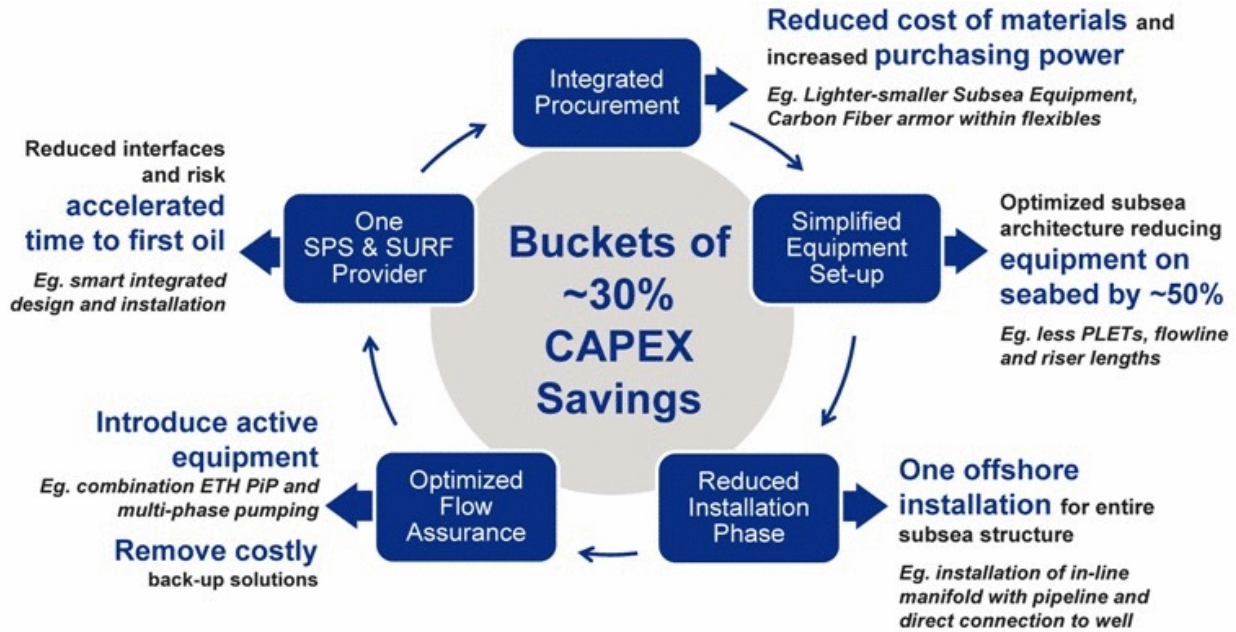 Integrated
Procurement
Reduced cost of materials and
increased purchasing power
Eg. Lighter-smaller Subsea Equipment,
Carbon Fiber armor within flexibles
Simplified
Equipment
Set-up
Optimized subsea
architecture reducing
equipment on
seabed by ~50%
Eg. less PLETs, flowline
and riser lengths
Reduced
Installation
Phase
One offshore
installation for entire
subsea structure
Eg. installation of in-line
manifold with pipeline and
direct connection to well
Optimized
Flow
Assurance
Introduce active
equipment
Eg. combination ETH PiP and
multi-phase pumping
Remove costly
back-up solutions
One
SPS & SURF
Provider
Reduced interfaces
and risk
accelerated
time to first oil
Eg. smart integrated
design and installation
Buckets of
~30%
CAPEX
Savings